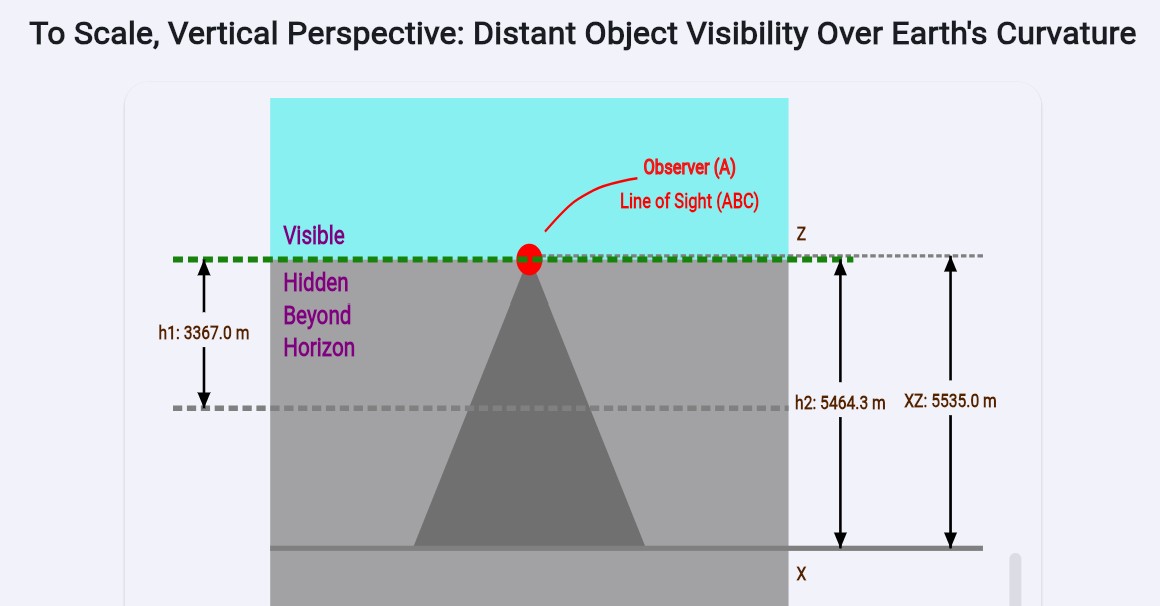 To Scale, Vertical Perspective: Distant Object Visibility Over Earth's Curvature
Observer (A)
Line of Sight (ABC)
Visible
Z
Hidden
Beyond
Horizon
h1: 3367.0 m
h2: 5464.3 m
XZ: 5535.0 m
X